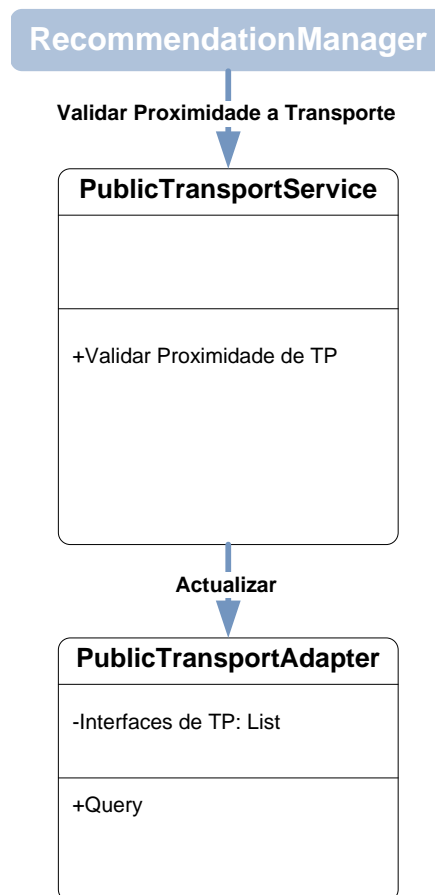 RecommendationManager
Validar Proximidade a Transporte
PublicTransportService
+Validar Proximidade de TP
Actualizar
PublicTransportAdapter
-Interfaces de TP: List
+Query